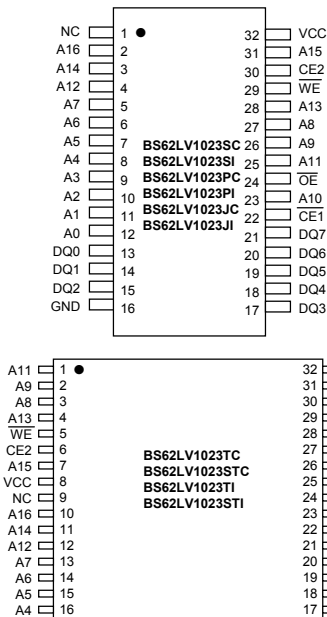 NC 1 32 VCC
A16 2 31 A15
A14 3 30 CE2
A12 4 29 WE
A7 5 28 A13
A6 6 27 A8
A5 7 BS62LV1023SC 26 A9
A4 8 BS62LV1023SI 25 A11
A3 9 BS62LV1023PC 24 OE
A2 10 BS62LV1023PI 23 A10
A1 11 BS62LV1023JC 22 CE1
A0 12 BS62LV1023JI 21 DQ7
DQ0 13 20 DQ6
DQ1 14 19 DQ5
DQ2 15 18 DQ4
GND 16 17 DQ3
A11 1 32
A9 2 31
A8 3 30
A13 4 29
WE 5 28
CE2 6 27
A15 7 BS62LV1023TC 26
VCC 8 BS62LV1023STC 25
NC 9 BS62LV1023TI 24
A16 10 BS62LV1023STI 23
A14 11 22
A12 12 21
A7 13 20
A6 14 19
A5 15 18
A4 16 17